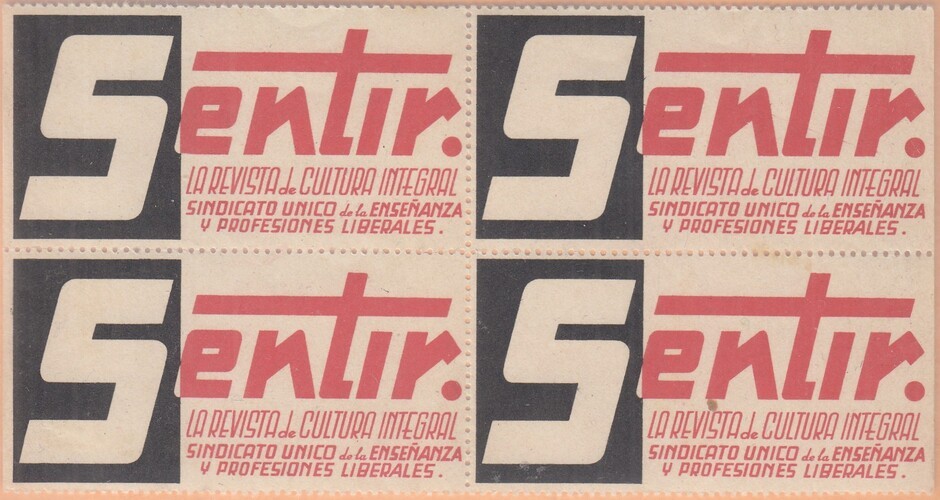 Sentir.
LA REVISTA de CULTURA INTEGRAL
SINDICATO UNICO de la ENSEÑANZA
Y PROFESIONES LIBERALES.
Sentir.
LA REVISTA de CULTURA INTEGRAL
SINDICATO UNICO de la ENSEÑANZA
Y PROFESIONES LIBERALES.
Sentir.
LA REVISTA de CULTURA INTEGRAL
SINDICATO UNICO de la ENSEÑANZA
Y PROFESIONES LIBERALES.
Sentir.
LA REVISTA de CULTURA INTEGRAL
SINDICATO UNICO de la ENSEÑANZA
Y PROFESIONES LIBERALES.